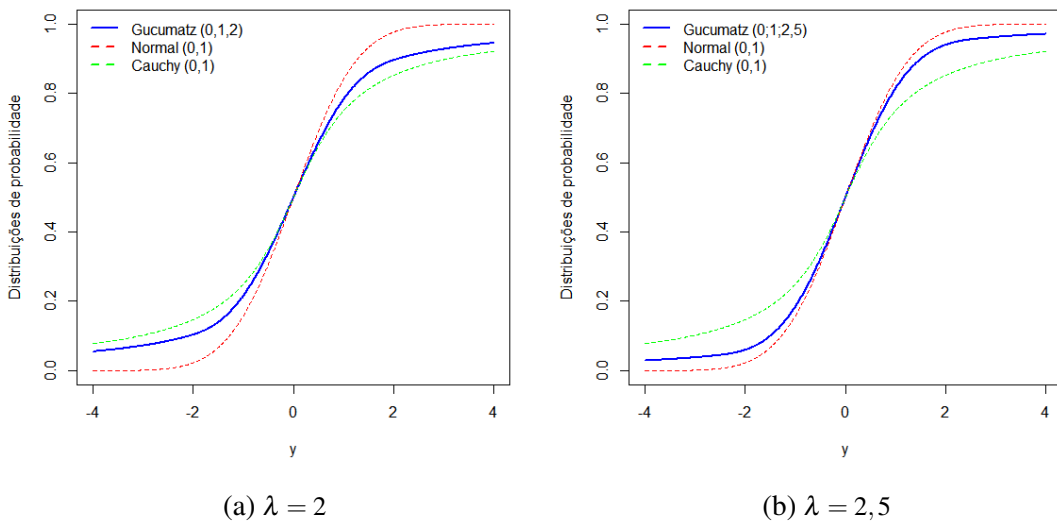 Gucumatz (0,1,2)
Normal (0,1)
Cauchy (0,1)
Distribuições de probabilidade
0.0 0.2 0.4 0.6 0.8 1.0
-4 -2 0 2 4
y
(a) λ = 2
Gucumatz (0;1;2,5)
Normal (0,1)
Cauchy (0,1)
Distribuições de probabilidade
0.0 0.2 0.4 0.6 0.8 1.0
-4 -2 0 2 4
y
(b) λ = 2,5